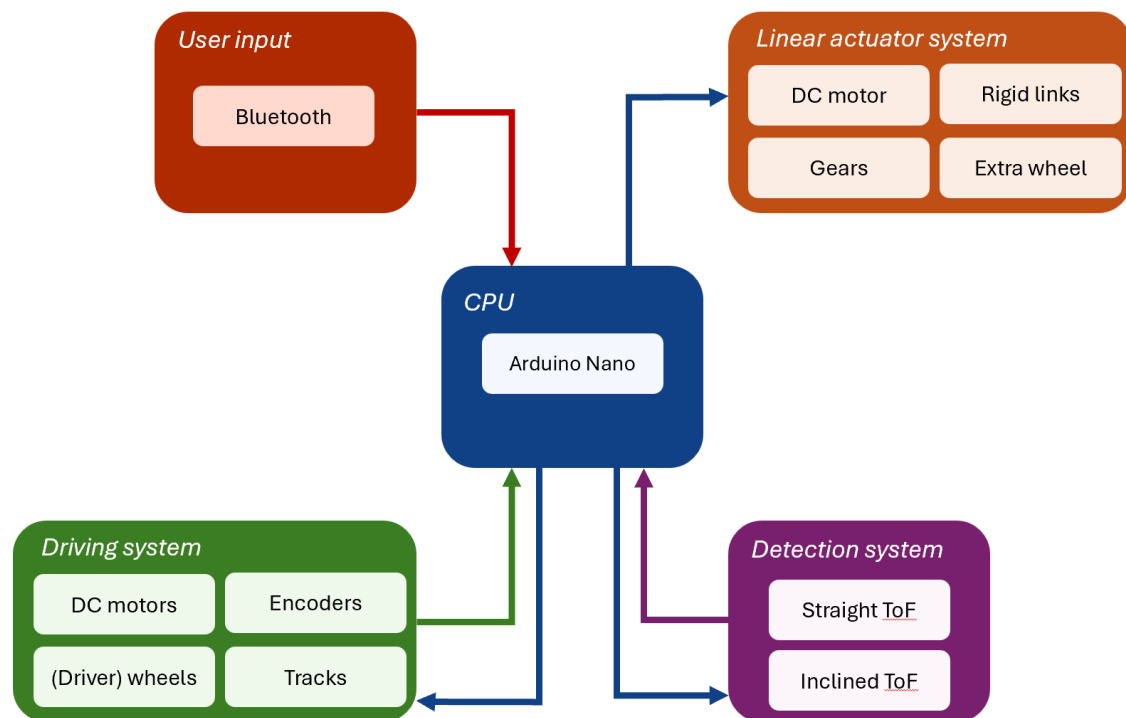 User input
Bluetooth
Linear actuator system
DC motor
Rigid links
Gears
Extra wheel
CPU
Arduino Nano
Driving system
DC motors
Encoders
(Driver) wheels
Tracks
Detection system
Straight ToF
Inclined ToF